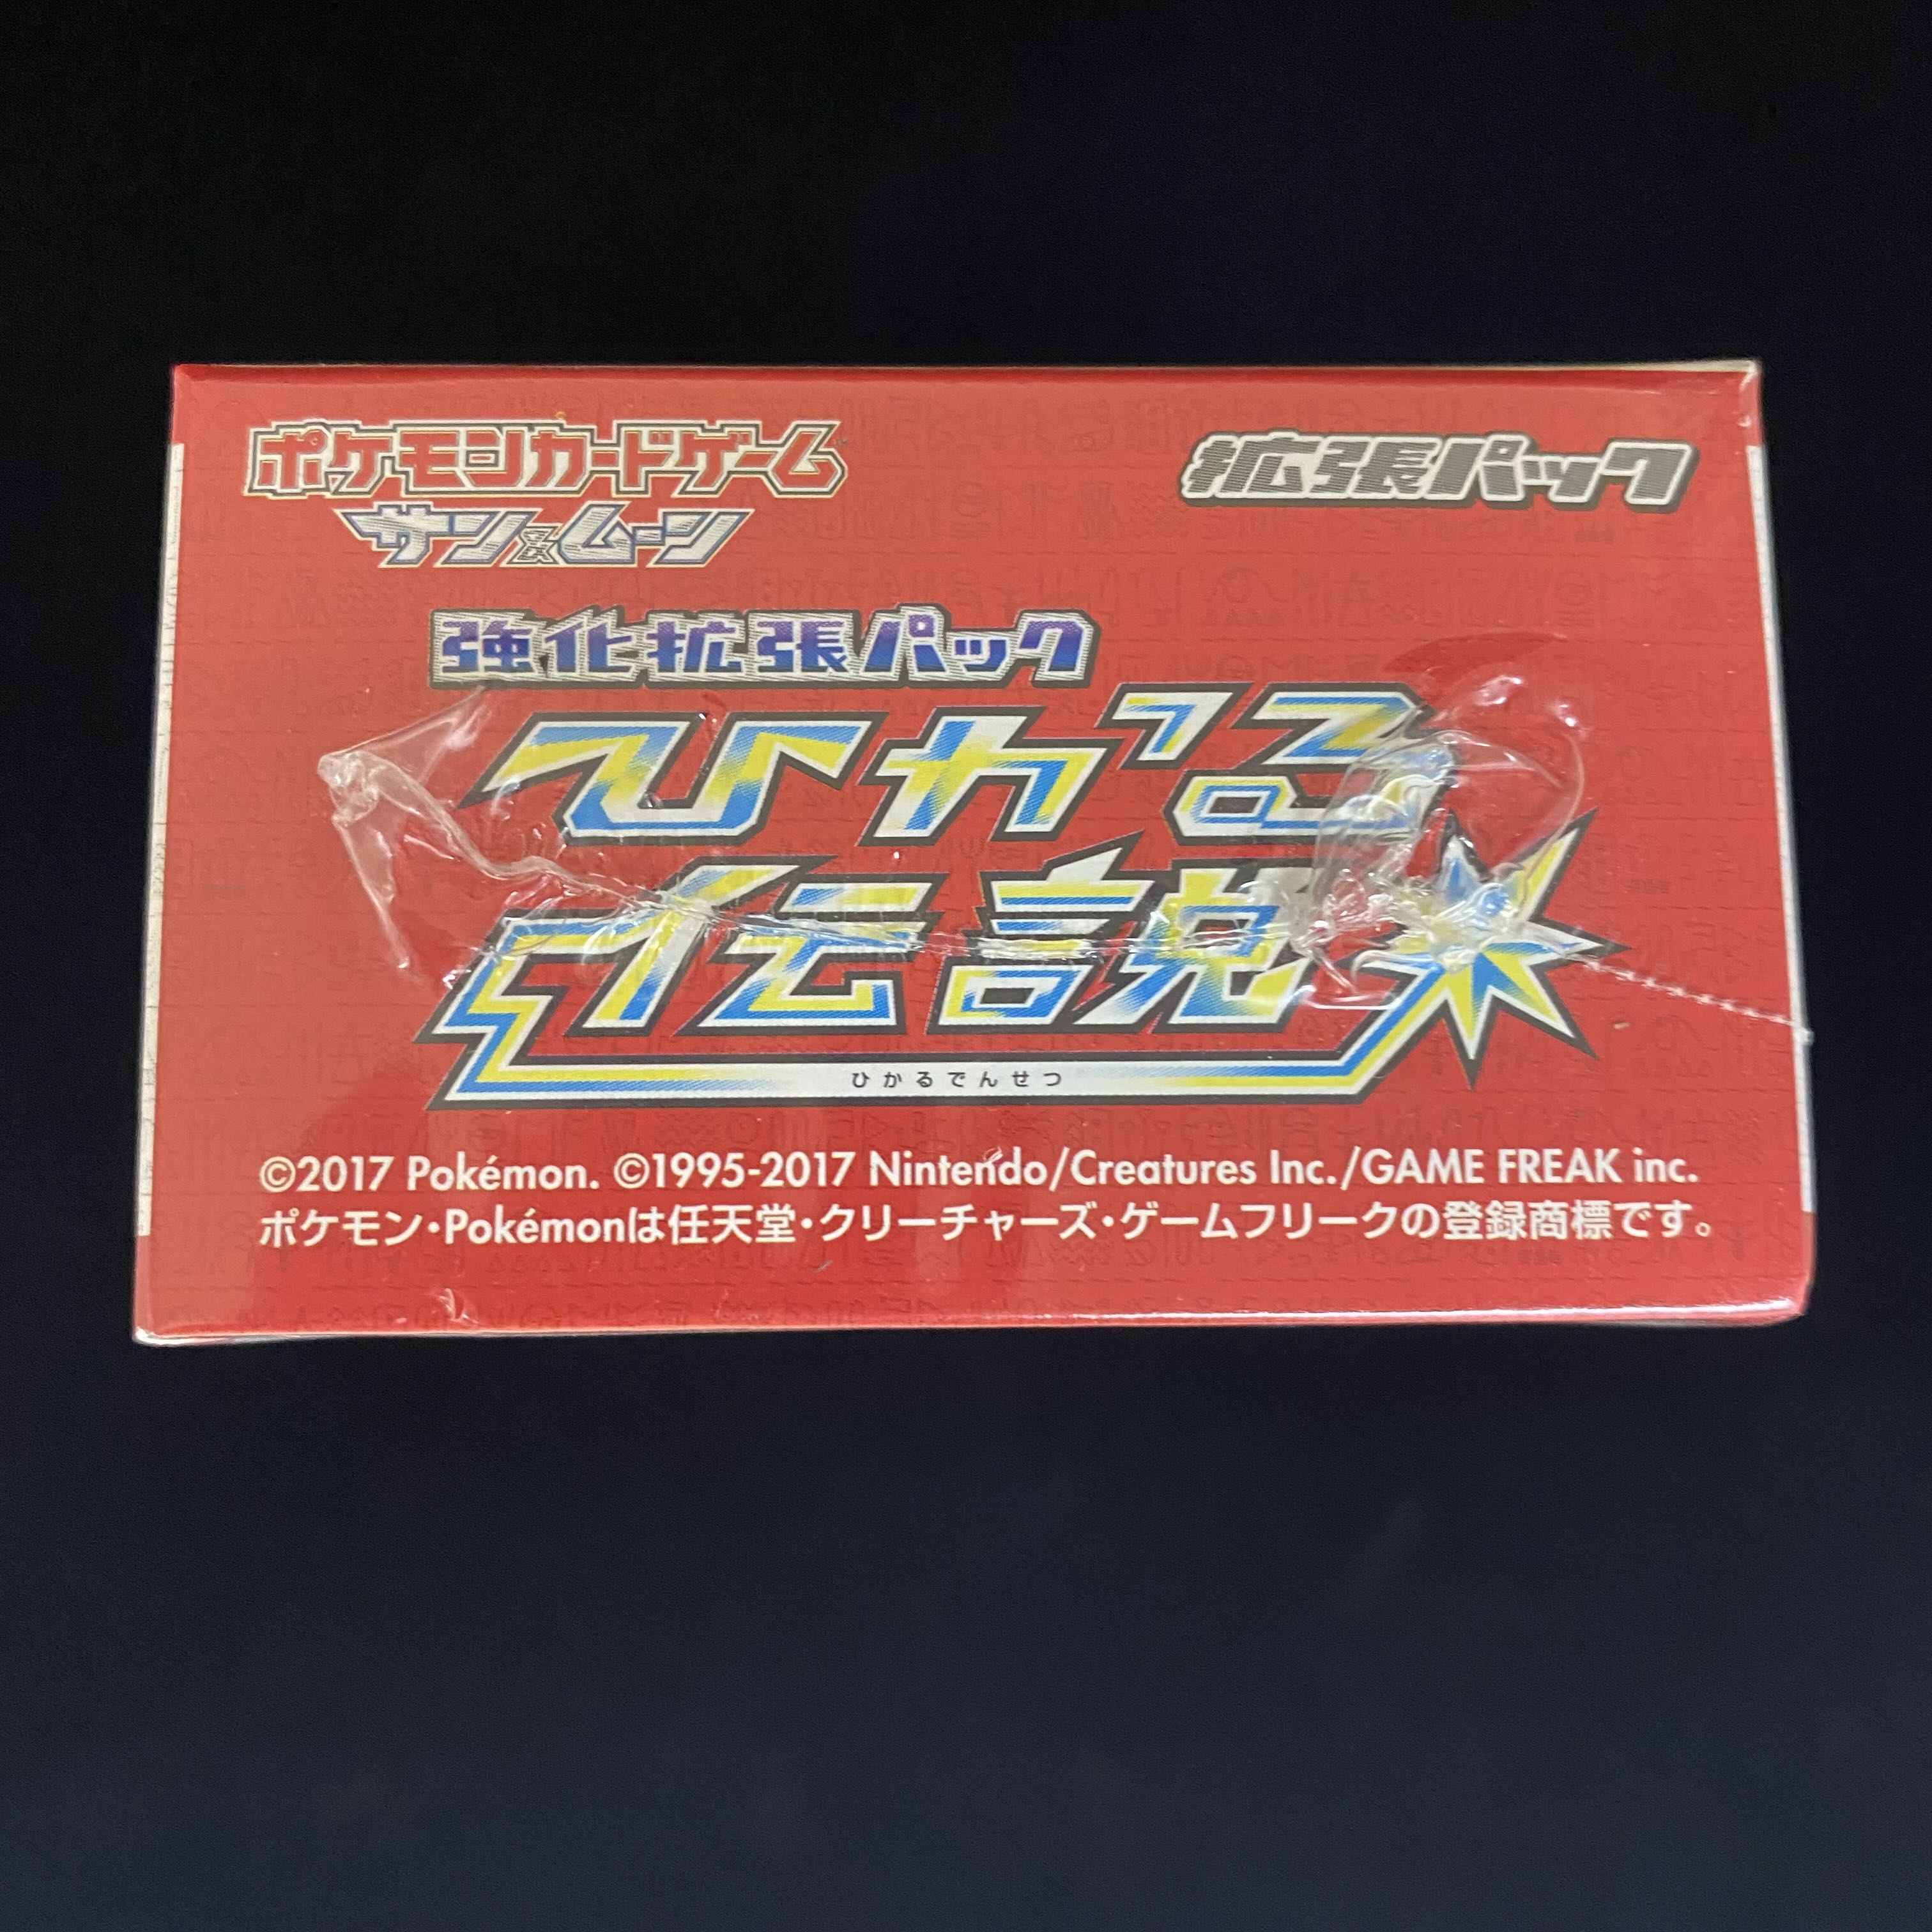 ポケモンカードゲーム
サン&ムーン
拡張パック
強化拡張パック
ひかる
伝説
ひかるでんせつ
©2017 Pokémon. ©1995-2017 Nintendo/Creatures Inc./GAME FREAK inc.
ポケモン・Pokémonは任天堂・クリーチャーズ・ゲームフリークの登録商標です。